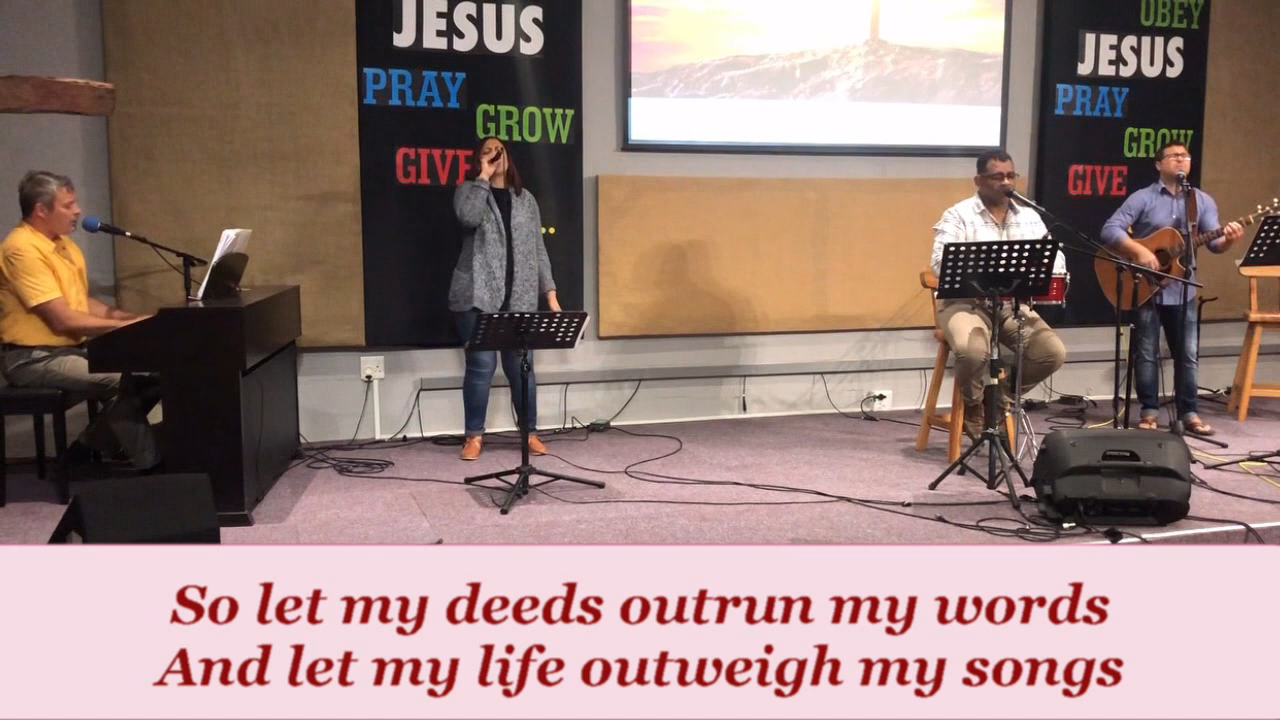 JESUS
PRAY
GROW
GIVE
..
OBEY
JESUS
PRAY
GROW
GIVE
So let my deeds outrun my words
And let my life outweigh my songs